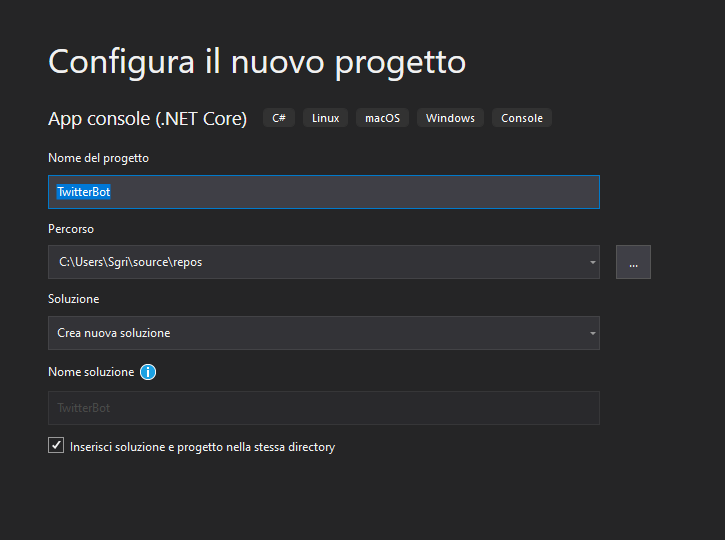 Configura il nuovo progetto
App console (.NET Core) C# Linux macOS Windows Console
Nome del progetto
TwitterBot
Percorso
C:\Users\Sgri\source\repos
...
Soluzione
Crea nuova soluzione
Nome soluzione i
TwitterBot
Inserisci soluzione e progetto nella stessa directory